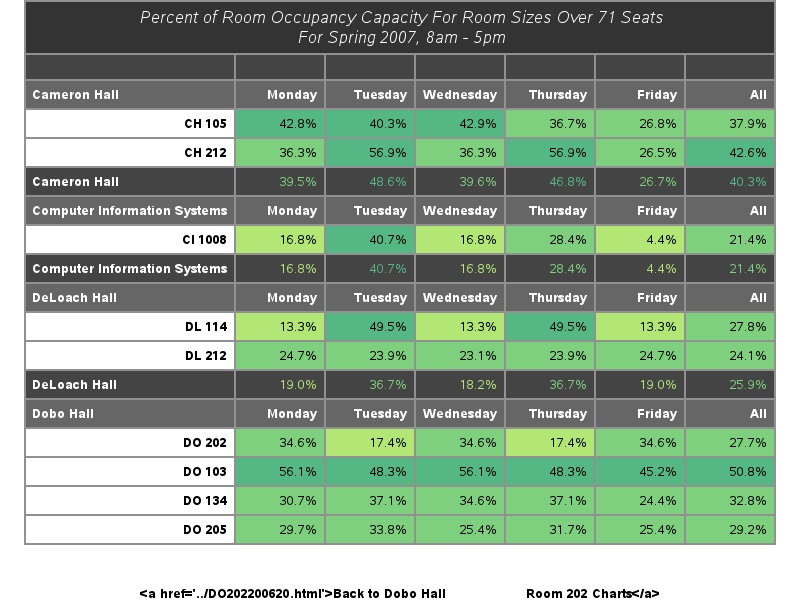 Percent of Room Occupancy Capacity For Room Sizes Over 71 Seats
For Spring 2007, 8am - 5pm
Cameron Hall Monday Tuesday Wednesday Thursday Friday All
CH 105 42.8% 40.3% 42.9% 36.7% 26.8% 37.9%
CH 212 36.3% 56.9% 36.3% 56.9% 26.5% 42.6%
Cameron Hall 39.5% 48.6% 39.6% 46.8% 26.7% 40.3%
Computer Information Systems Monday Tuesday Wednesday Thursday Friday All
CI 1008 16.8% 40.7% 16.8% 28.4% 4.4% 21.4%
Computer Information Systems 16.8% 40.7% 16.8% 28.4% 4.4% 21.4%
DeLoach Hall Monday Tuesday Wednesday Thursday Friday All
DL 114 13.3% 49.5% 13.3% 49.5% 13.3% 27.8%
DL 212 24.7% 23.9% 23.1% 23.9% 24.7% 24.1%
DeLoach Hall 19.0% 36.7% 18.2% 36.7% 19.0% 25.9%
Dobo Hall Monday Tuesday Wednesday Thursday Friday All
DO 202 34.6% 17.4% 34.6% 17.4% 34.6% 27.7%
DO 103 56.1% 48.3% 56.1% 48.3% 45.2% 50.8%
DO 134 30.7% 37.1% 34.6% 37.1% 24.4% 32.8%
DO 205 29.7% 33.8% 25.4% 31.7% 25.4% 29.2%
<a href='../DO202200620.html'>Back to Dobo Hall Room 202 Charts</a>